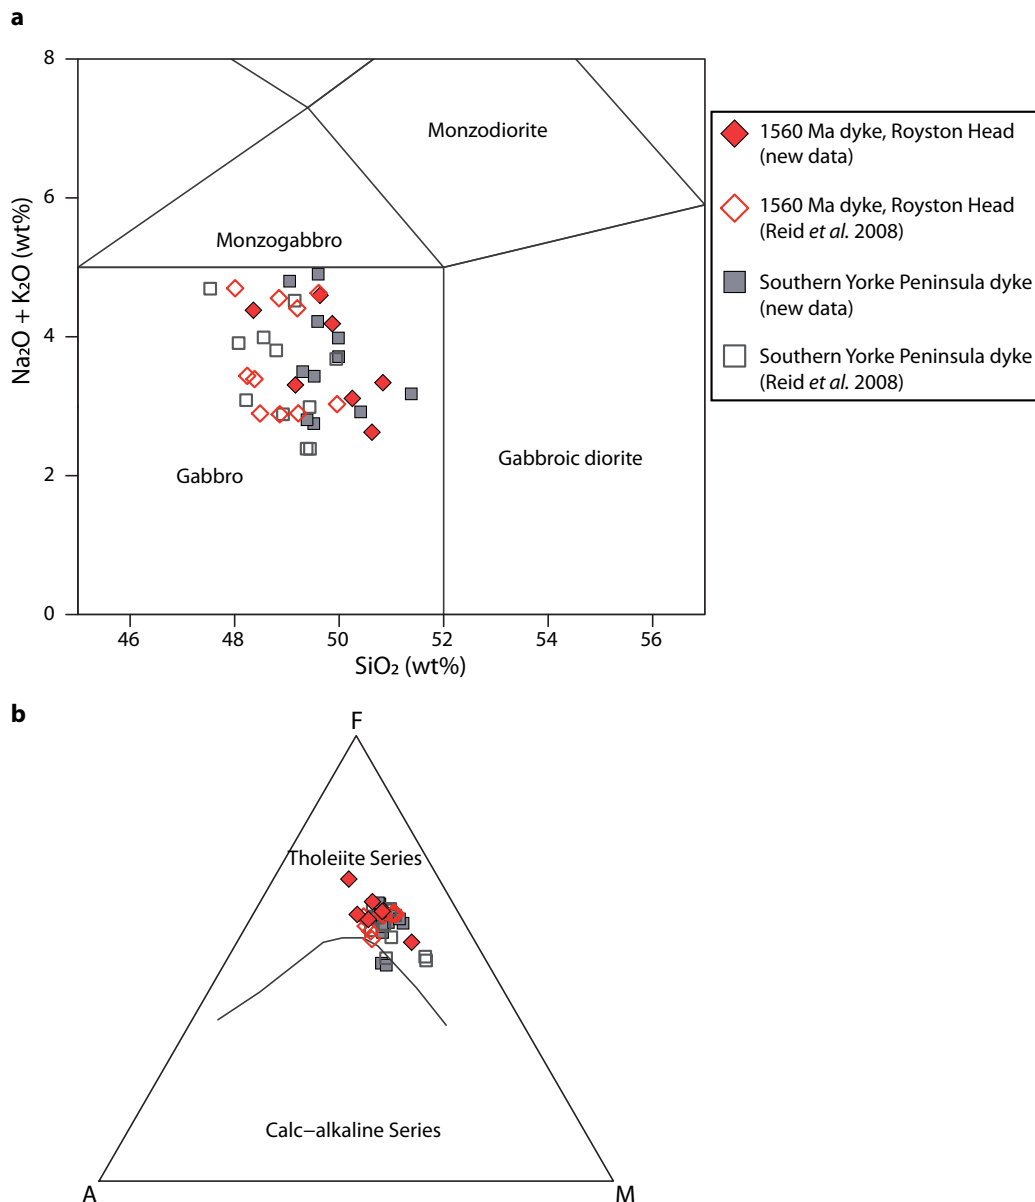 a
8
6
4
2
0
Na₂O + K₂O (wt%)
Monzodiorite
Monzogabbro
Gabbro
Gabbroic diorite
46 48 50 52 54 56
SiO₂ (wt%)
1560 Ma dyke, Royston Head
(new data)
1560 Ma dyke, Royston Head
(Reid et al. 2008)
Southern Yorke Peninsula dyke
(new data)
Southern Yorke Peninsula dyke
(Reid et al. 2008)
b
F
Tholeiite Series
Calc–alkaline Series
A M